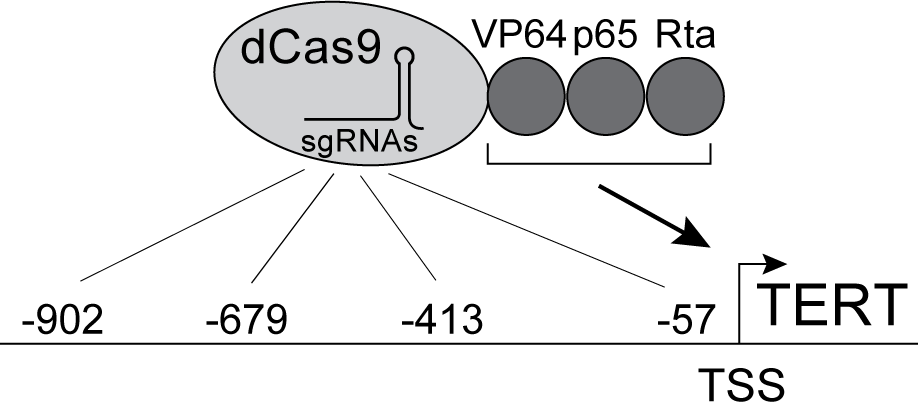 VP64 p65 Rta
dCas9
sgRNAs
-902 -679 -413 -57 TERT
TSS